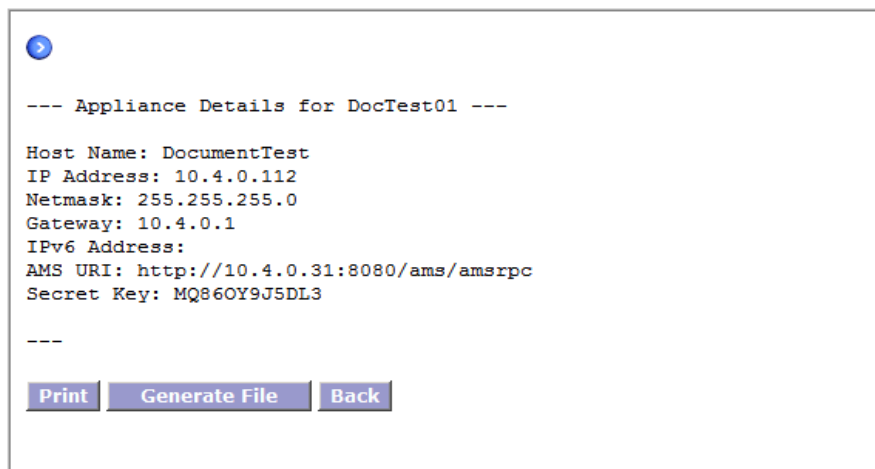 --- Appliance Details for DocTest01 ---
Host Name: DocumentTest
IP Address: 10.4.0.112
Netmask: 255.255.255.0
Gateway: 10.4.0.1
IPv6 Address:
AMS URI: http://10.4.0.31:8080/ams/amsrpc
Secret Key: MQ86OY9J5DL3
---
Print Generate File Back